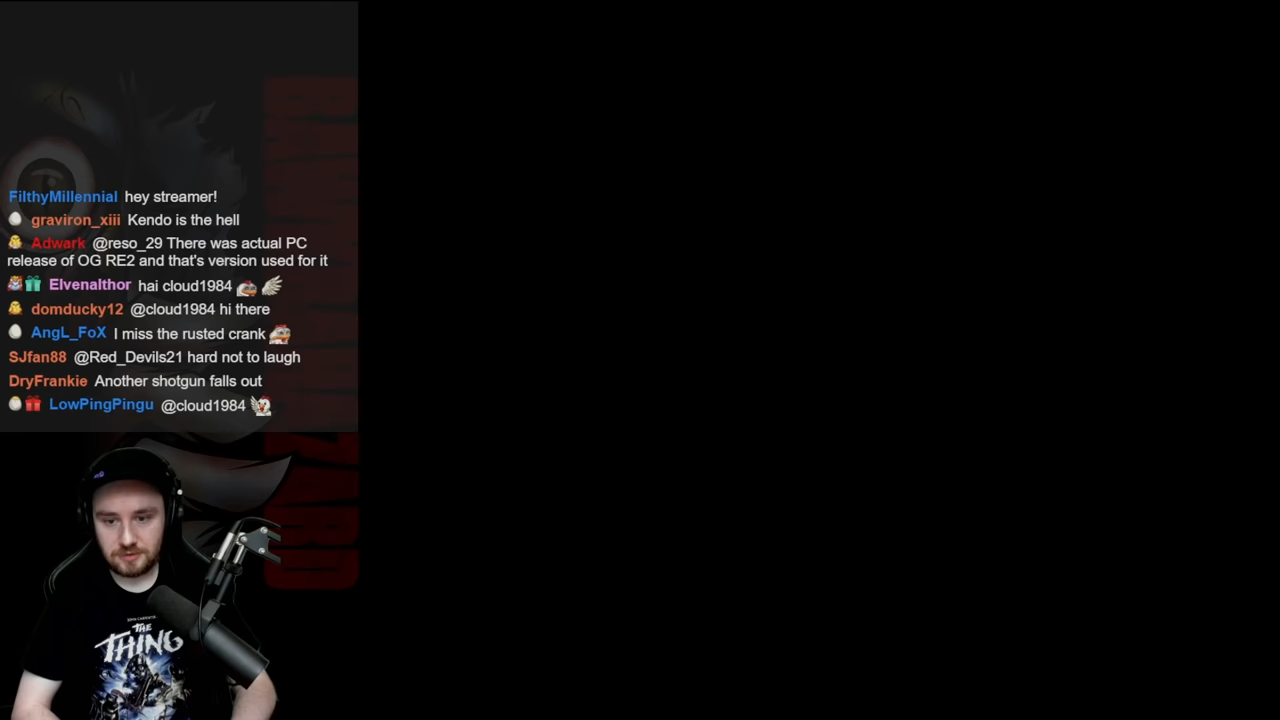 FilthyMillennial hey streamer!
graviron_xiii Kendo is the hell
Adwark @reso_29 There was actual PC
release of OG RE2 and that's version used for it
Elvenalthor hai cloud1984
domducky12 @cloud1984 hi there
AngL_FoX I miss the rusted crank
SJfan88 @Red_Devils21 hard not to laugh
DryFrankie Another shotgun falls out
LowPingPingu @cloud1984
JOHN CARPENTER'S
THE
THING